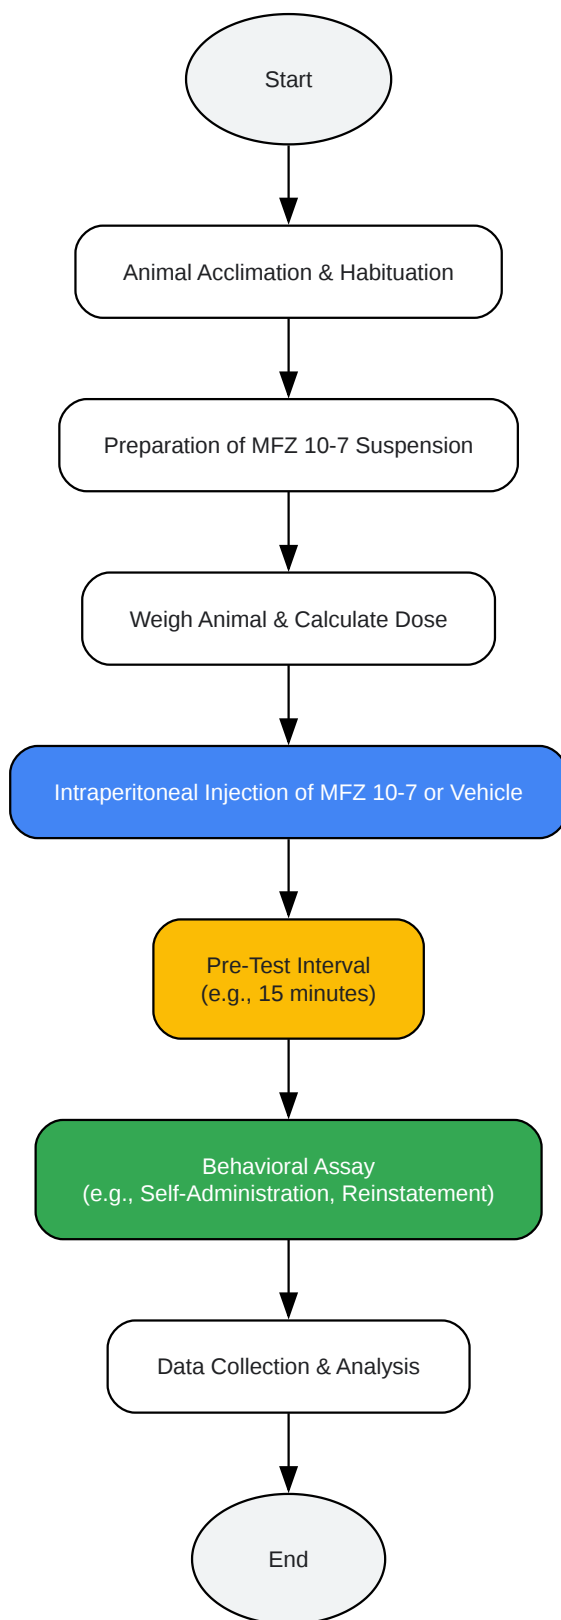 Start
Animal Acclimation & Habituation
Preparation of MFZ 10-7 Suspension
Weigh Animal & Calculate Dose
Intraperitoneal Injection of MFZ 10-7 or Vehicle
Pre-Test Interval
(e.g., 15 minutes)
Behavioral Assay
(e.g., Self-Administration, Reinstatement)
Data Collection & Analysis
End